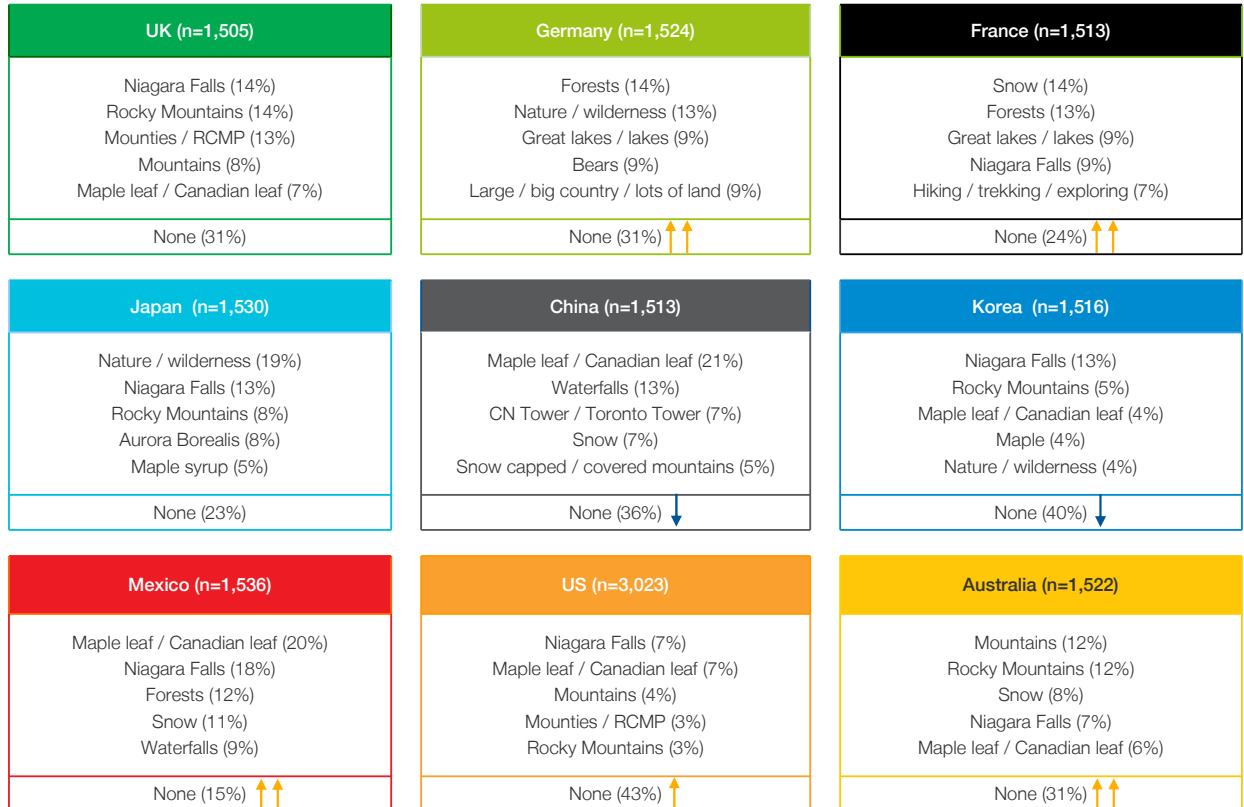 UK (n=1,505)
Niagara Falls (14%)
Rocky Mountains (14%)
Mounties / RCMP (13%)
Mountains (8%)
Maple leaf / Canadian leaf (7%)
None (31%)
Germany (n=1,524)
Forests (14%)
Nature / wilderness (13%)
Great lakes / lakes (9%)
Bears (9%)
Large / big country / lots of land (9%)
None (31%)
France (n=1,513)
Snow (14%)
Forests (13%)
Great lakes / lakes (9%)
Niagara Falls (9%)
Hiking / trekking / exploring (7%)
None (24%)
Japan (n=1,530)
Nature / wilderness (19%)
Niagara Falls (13%)
Rocky Mountains (8%)
Aurora Borealis (8%)
Maple syrup (5%)
None (23%)
China (n=1,513)
Maple leaf / Canadian leaf (21%)
Waterfalls (13%)
CN Tower / Toronto Tower (7%)
Snow (7%)
Snow capped / covered mountains (5%)
None (36%)
Korea (n=1,516)
Niagara Falls (13%)
Rocky Mountains (5%)
Maple leaf / Canadian leaf (4%)
Maple (4%)
Nature / wilderness (4%)
None (40%)
Mexico (n=1,536)
Maple leaf / Canadian leaf (20%)
Niagara Falls (18%)
Forests (12%)
Snow (11%)
Waterfalls (9%)
None (15%)
US (n=3,023)
Niagara Falls (7%)
Maple leaf / Canadian leaf (7%)
Mountains (4%)
Mounties / RCMP (3%)
Rocky Mountains (3%)
None (43%)
Australia (n=1,522)
Mountains (12%)
Rocky Mountains (12%)
Snow (8%)
Niagara Falls (7%)
Maple leaf / Canadian leaf (6%)
None (31%)